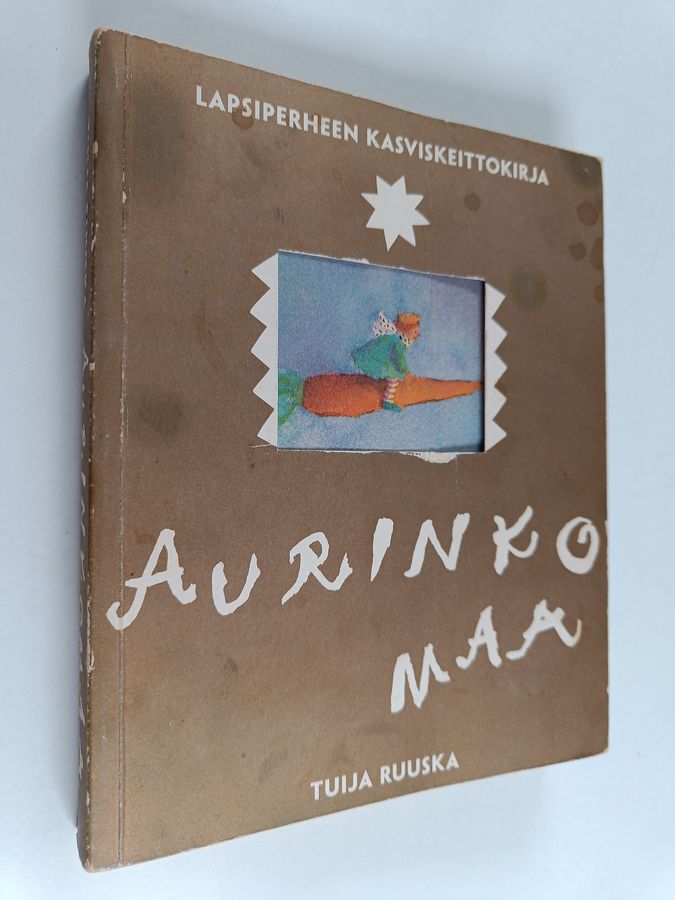 LAPSIPERHEEN KASVISKEITTOKIRJA
AURINKO
MAA
TUIJA RUUSKA